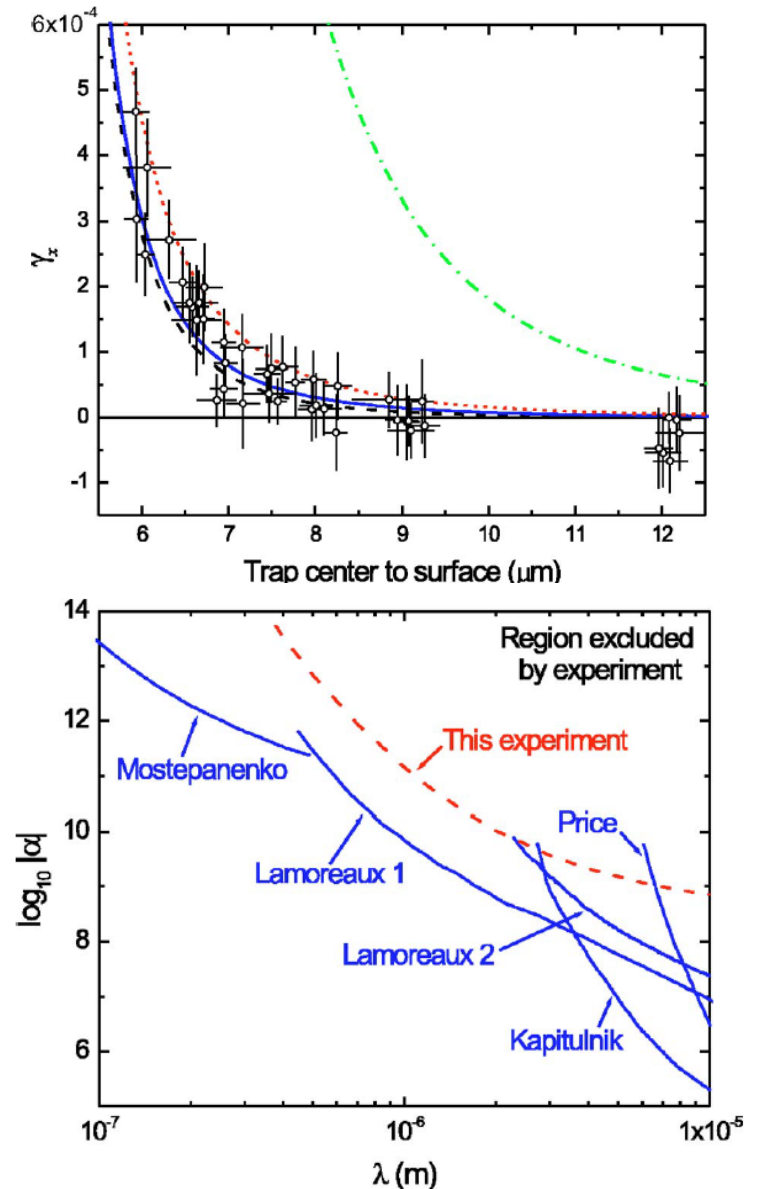 6x10⁻⁴
5
4
3
2
1
0
-1
γₓ
6 7 8 9 10 11 12
Trap center to surface (μm)
14
12
10
8
6
log₁₀ |α|
Region excluded
by experiment
This experiment
Mostepanenko
Price
Lamoreaux 1
Lamoreaux 2
Kapitulnik
10⁻⁷ 10⁻⁶ 1x10⁻⁵
λ (m)